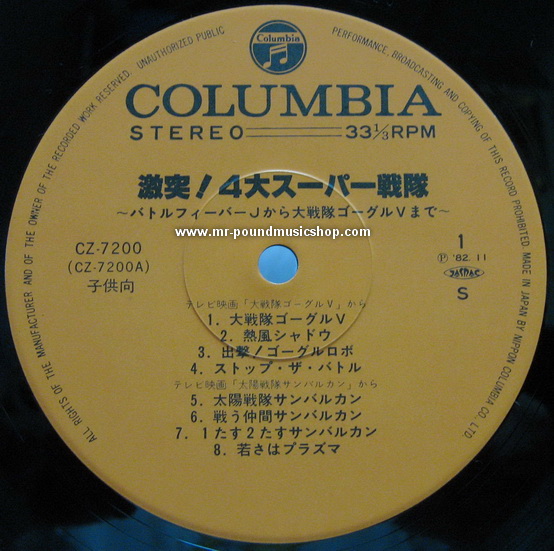 Columbia
COLUMBIA
STEREO 33 1/3 RPM
激突!4大スーパー戦隊
~バトルフィーバーJから大戦隊ゴーグルVまで~
www.mr-poundmusicshop.com
CZ-7200
(CZ-7200A)
子供向
1
Ⓟ '82. 11
S
テレビ映画「大戦隊ゴーグルV」から
1. 大戦隊ゴーグルV
2. 熱風シャドウ
3. 出撃!ゴーグルロボ
4. ストップ・ザ・バトル
テレビ映画「太陽戦隊サンバルカン」から
5. 太陽戦隊サンバルカン
6. 戦う仲間サンバルカン
7. 1たす2たすサンバルカン
8. 若さはプラズマ
ALL RIGHTS OF THE MANUFACTURER AND OF THE OWNER OF THE RECORDED WORK RESERVED. UNAUTHORIZED PUBLIC PERFORMANCE, BROADCASTING AND COPYING OF THIS RECORD PROHIBITED. MADE IN JAPAN BY NIPPON COLUMBIA CO. LTD.